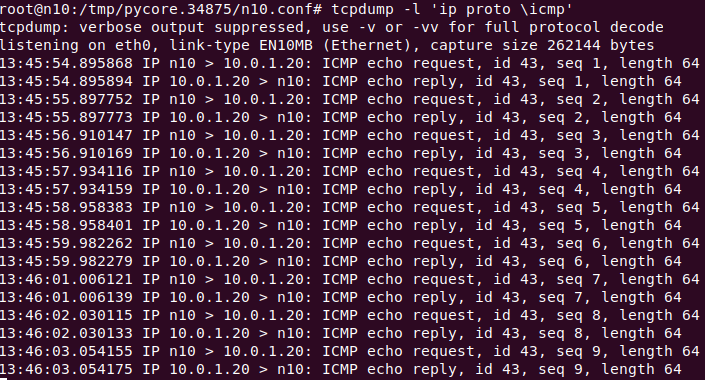 root@n10:/tmp/pycore.34875/n10.conf# tcpdump -l 'ip proto \icmp'
tcpdump: verbose output suppressed, use -v or -vv for full protocol decode
listening on eth0, link-type EN10MB (Ethernet), capture size 262144 bytes
13:45:54.895868 IP n10 > 10.0.1.20: ICMP echo request, id 43, seq 1, length 64
13:45:54.895894 IP 10.0.1.20 > n10: ICMP echo reply, id 43, seq 1, length 64
13:45:55.897752 IP n10 > 10.0.1.20: ICMP echo request, id 43, seq 2, length 64
13:45:55.897773 IP 10.0.1.20 > n10: ICMP echo reply, id 43, seq 2, length 64
13:45:56.910147 IP n10 > 10.0.1.20: ICMP echo request, id 43, seq 3, length 64
13:45:56.910169 IP 10.0.1.20 > n10: ICMP echo reply, id 43, seq 3, length 64
13:45:57.934116 IP n10 > 10.0.1.20: ICMP echo request, id 43, seq 4, length 64
13:45:57.934159 IP 10.0.1.20 > n10: ICMP echo reply, id 43, seq 4, length 64
13:45:58.958383 IP n10 > 10.0.1.20: ICMP echo request, id 43, seq 5, length 64
13:45:58.958401 IP 10.0.1.20 > n10: ICMP echo reply, id 43, seq 5, length 64
13:45:59.982262 IP n10 > 10.0.1.20: ICMP echo request, id 43, seq 6, length 64
13:45:59.982279 IP 10.0.1.20 > n10: ICMP echo reply, id 43, seq 6, length 64
13:46:01.006121 IP n10 > 10.0.1.20: ICMP echo request, id 43, seq 7, length 64
13:46:01.006139 IP 10.0.1.20 > n10: ICMP echo reply, id 43, seq 7, length 64
13:46:02.030115 IP n10 > 10.0.1.20: ICMP echo request, id 43, seq 8, length 64
13:46:02.030133 IP 10.0.1.20 > n10: ICMP echo reply, id 43, seq 8, length 64
13:46:03.054155 IP n10 > 10.0.1.20: ICMP echo request, id 43, seq 9, length 64
13:46:03.054175 IP 10.0.1.20 > n10: ICMP echo reply, id 43, seq 9, length 64